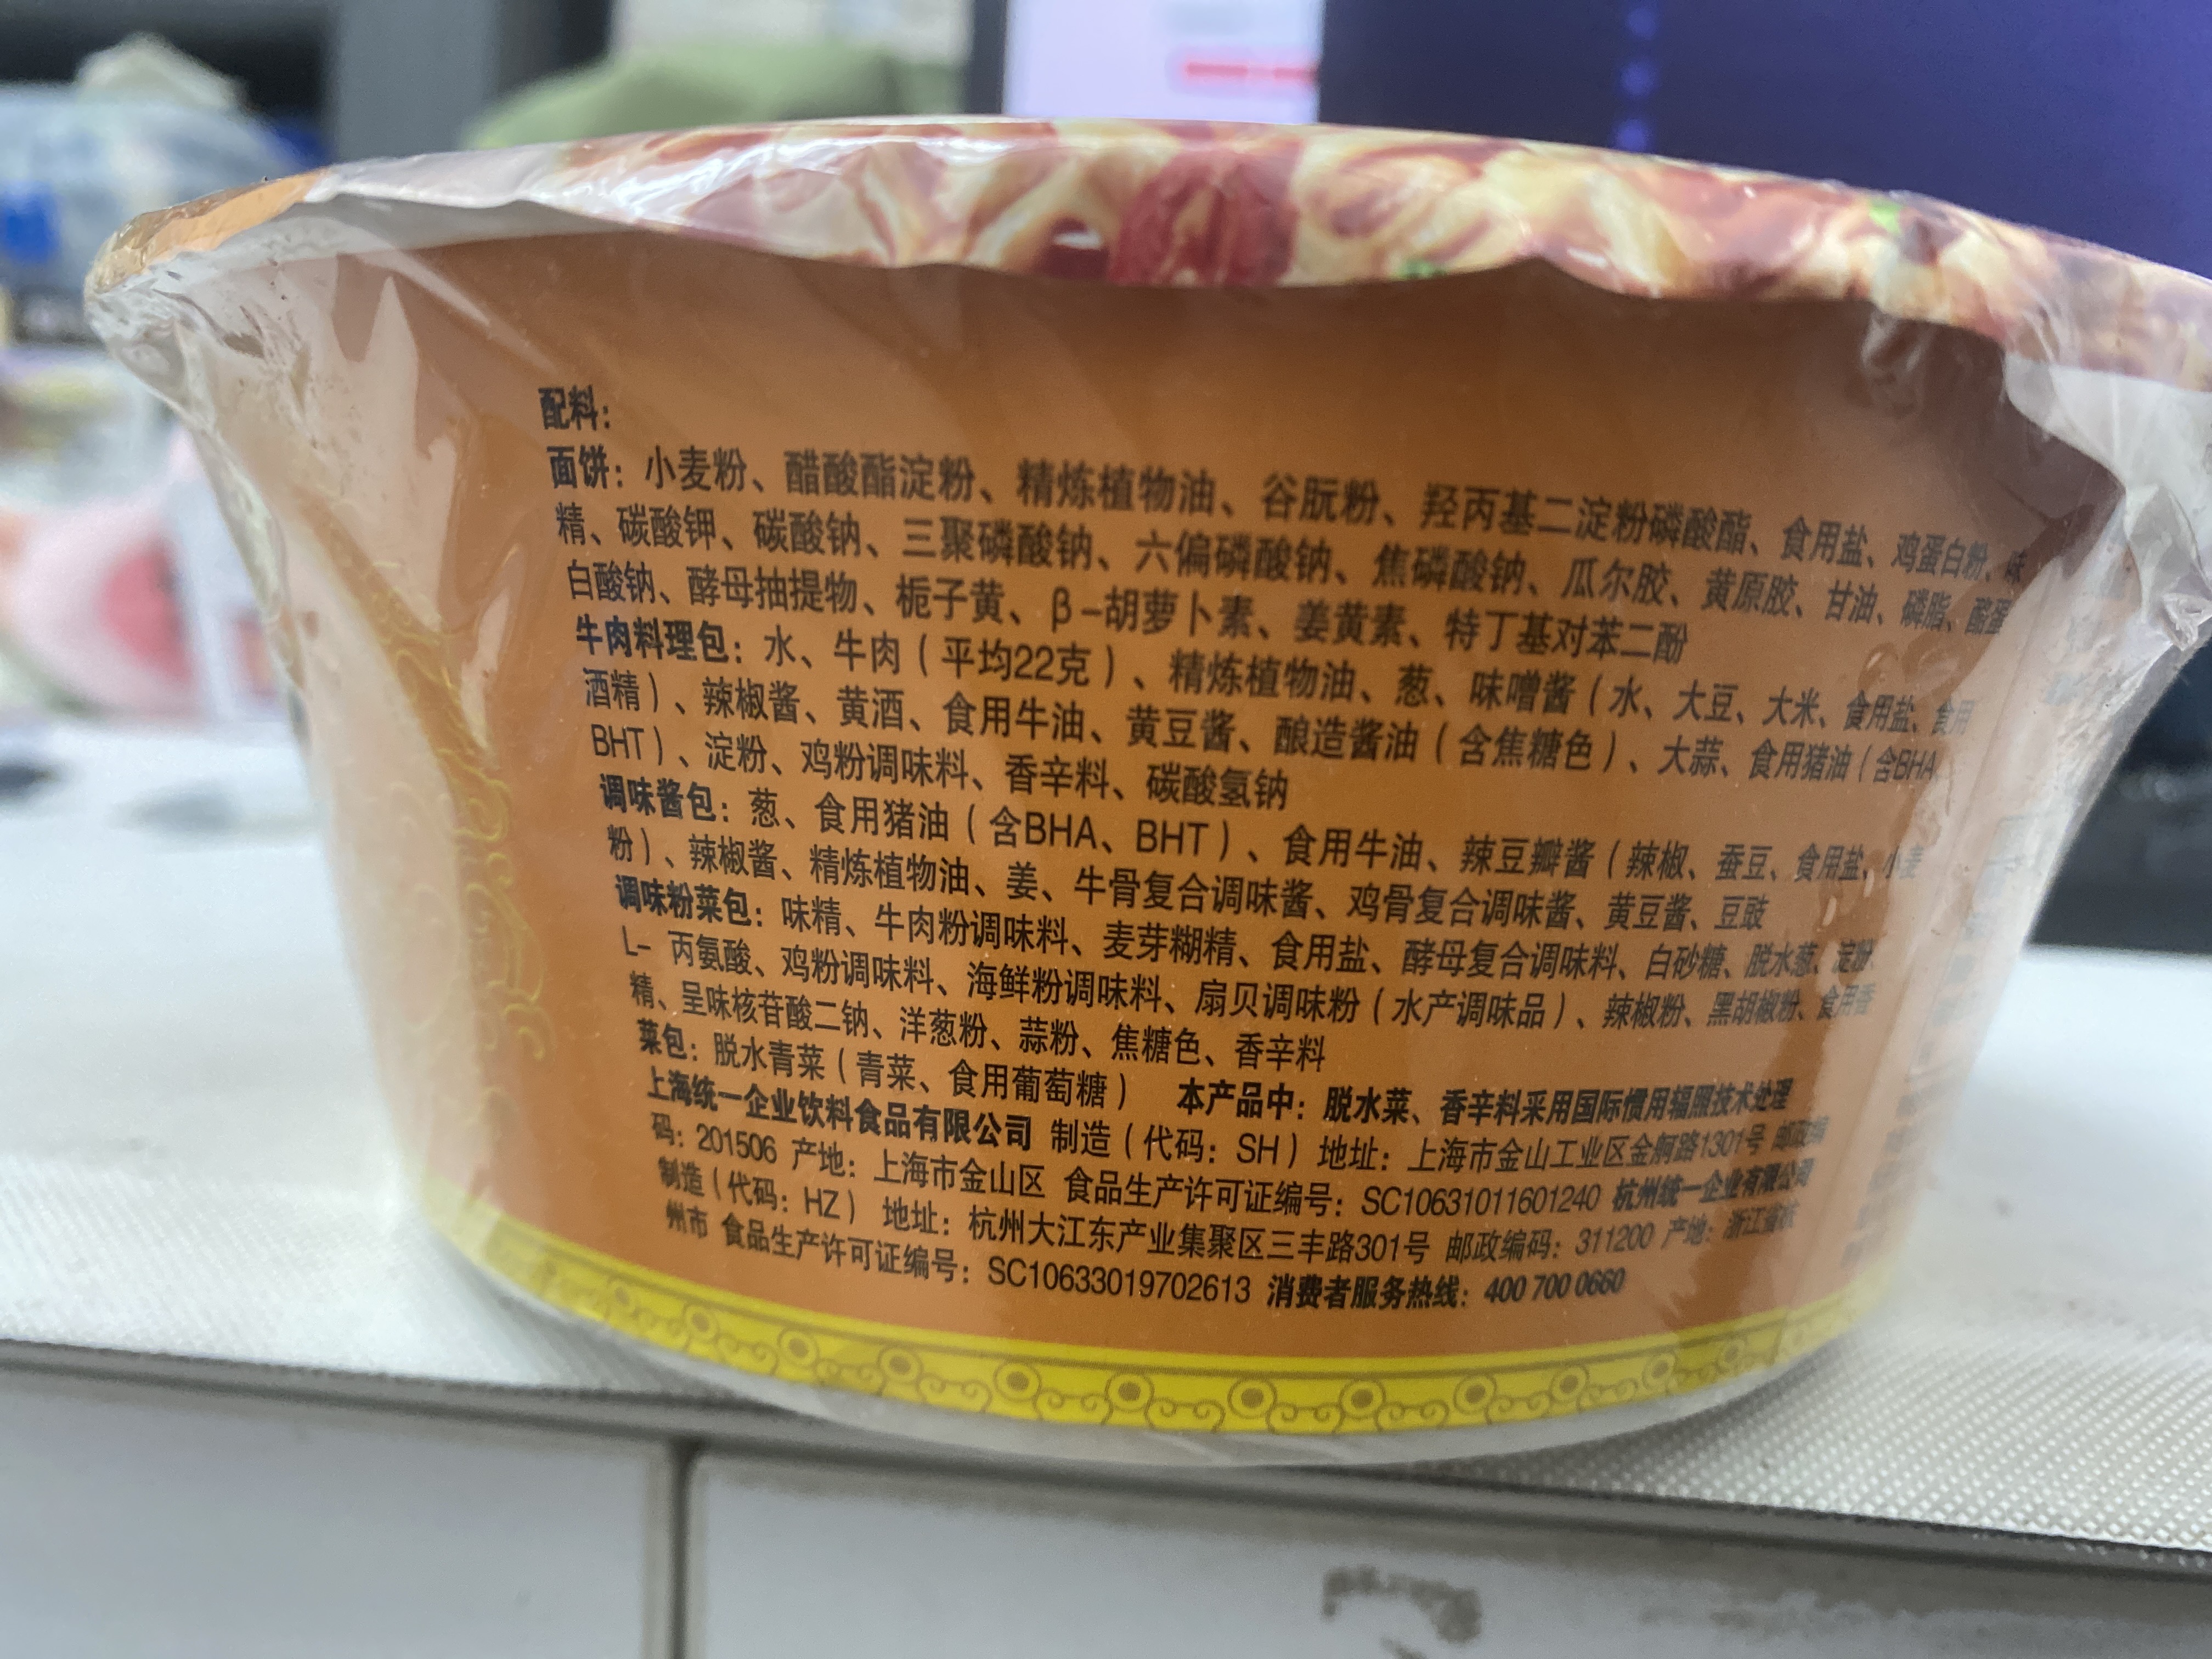 配料：
面饼：小麦粉、醋酸酯淀粉、精炼植物油、谷朊粉、羟丙基二淀粉磷酸酯、食用盐、鸡蛋白粉、味
精、碳酸钾、碳酸钠、三聚磷酸钠、六偏磷酸钠、焦磷酸钠、瓜尔胶、黄原胶、甘油、磷脂、酪蛋
白酸钠、酵母抽提物、栀子黄、β-胡萝卜素、姜黄素、特丁基对苯二酚
牛肉料理包：水、牛肉（平均22克）、精炼植物油、葱、味噌酱（水、大豆、大米、食用盐、食用
酒精）、辣椒酱、黄酒、食用牛油、黄豆酱、酿造酱油（含焦糖色）、大蒜、食用猪油（含BHA、
BHT）、淀粉、鸡粉调味料、香辛料、碳酸氢钠
调味酱包：葱、食用猪油（含BHA、BHT）、食用牛油、辣豆瓣酱（辣椒、蚕豆、食用盐、小麦
粉）、辣椒酱、精炼植物油、姜、牛骨复合调味酱、鸡骨复合调味酱、黄豆酱、豆豉
调味粉菜包：味精、牛肉粉调味料、麦芽糊精、食用盐、酵母复合调味料、白砂糖、脱水葱、淀粉、
L- 丙氨酸、鸡粉调味料、海鲜粉调味料、扇贝调味粉（水产调味品）、辣椒粉、黑胡椒粉、食用香
精、呈味核苷酸二钠、洋葱粉、蒜粉、焦糖色、香辛料
菜包：脱水青菜（青菜、食用葡萄糖） 本产品中：脱水菜、香辛料采用国际惯用辐照技术处理
上海统一企业饮料食品有限公司 制造（代码：SH）地址：上海市金山工业区金舸路1301号 邮政编
码：201506 产地：上海市金山区 食品生产许可证编号：SC10631011601240 杭州统一企业有限公司
制造（代码：HZ） 地址：杭州大江东产业集聚区三丰路301号 邮政编码：311200 产地：浙江省杭
州市 食品生产许可证编号：SC10633019702613 消费者服务热线：400 700 0660